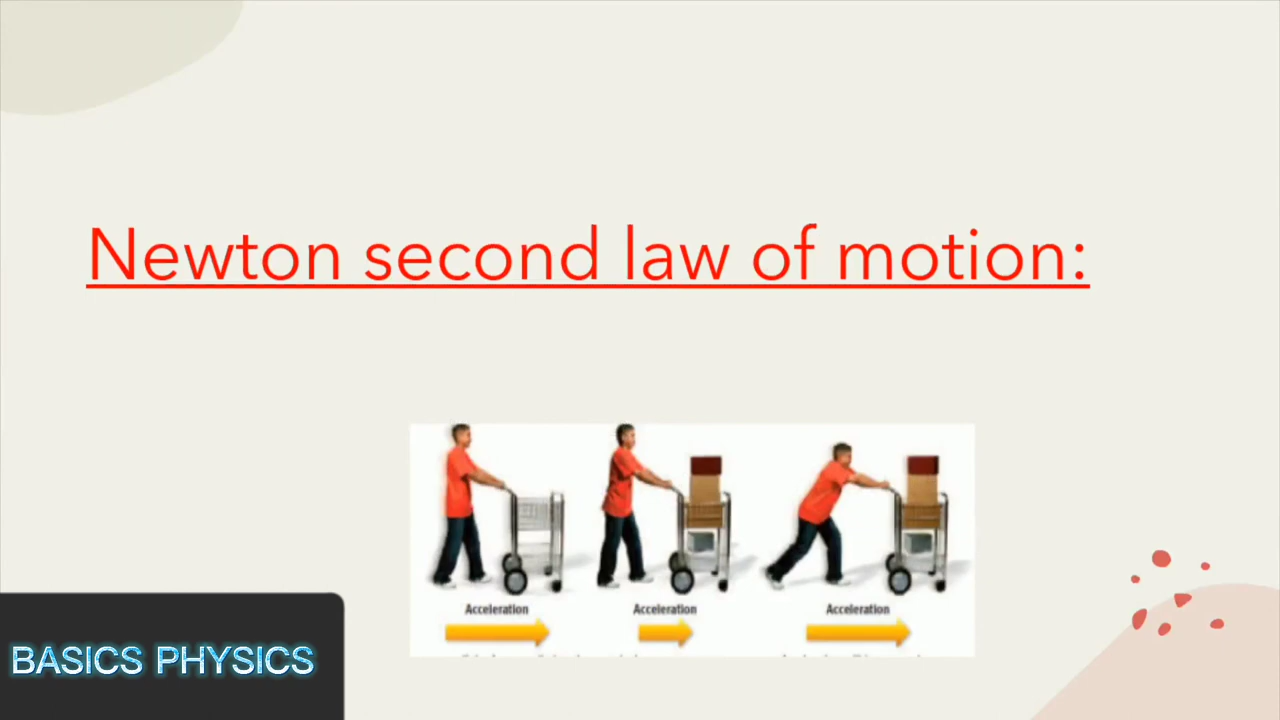 Newton second law of motion:
Acceleration Acceleration Acceleration
BASICS PHYSICS